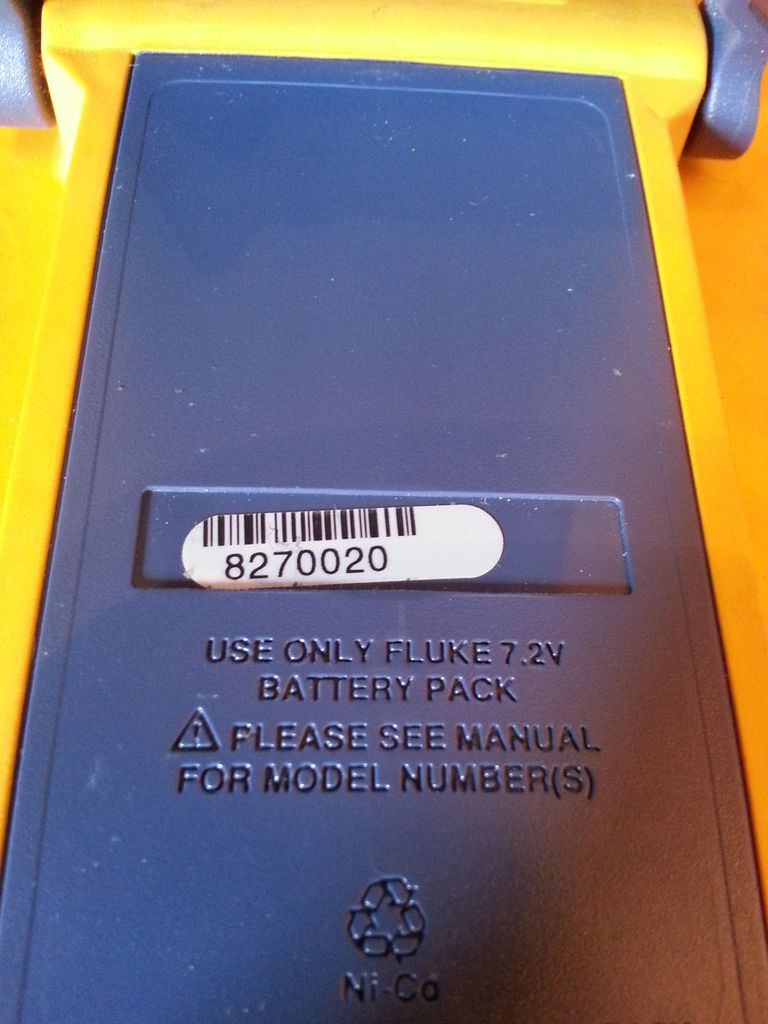 8270020
USE ONLY FLUKE 7.2V
BATTERY PACK
PLEASE SEE MANUAL
FOR MODEL NUMBER(S)
Ni-Cd